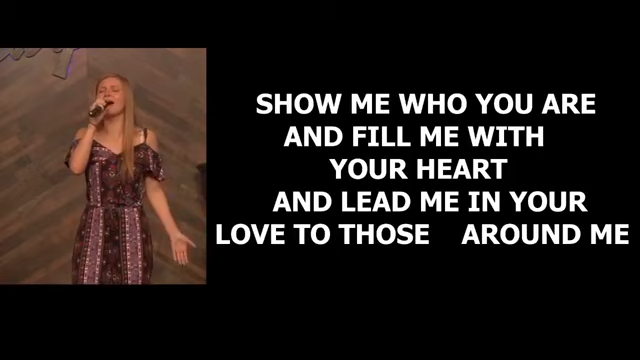 SHOW ME WHO YOU ARE
AND FILL ME WITH
YOUR HEART
AND LEAD ME IN YOUR
LOVE TO THOSE AROUND ME